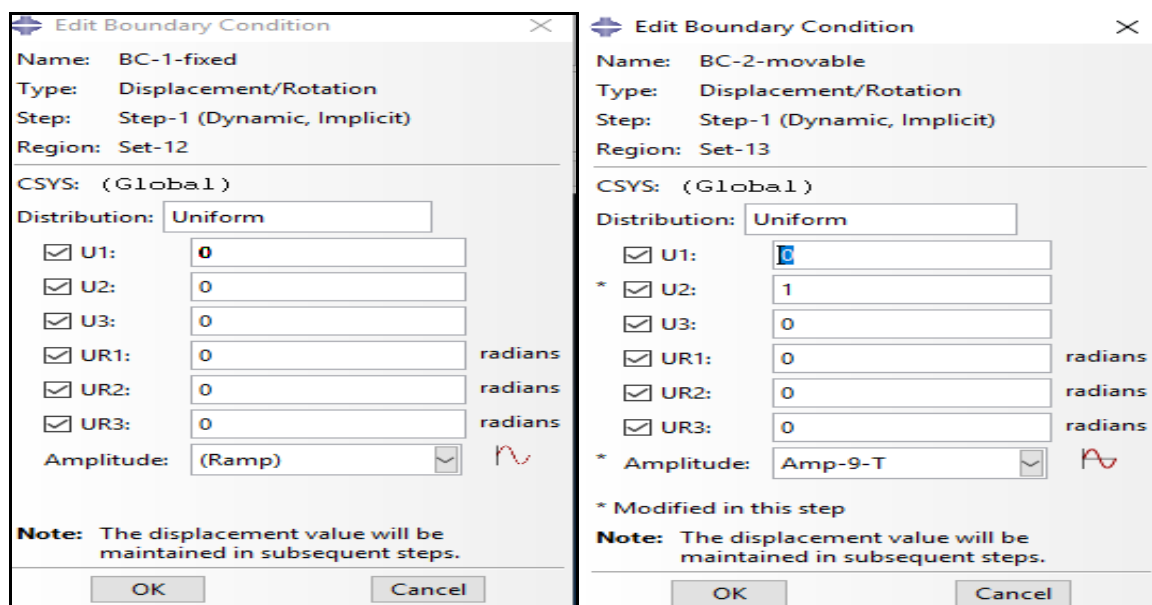 Edit Boundary Condition
Name: BC-1-fixed
Type: Displacement/Rotation
Step: Step-1 (Dynamic, Implicit)
Region: Set-12
CSYS: (Global)
Distribution: Uniform
U1: 0
U2: 0
U3: 0
UR1: 0 radians
UR2: 0 radians
UR3: 0 radians
Amplitude: (Ramp)
Note: The displacement value will be
maintained in subsequent steps.
OK Cancel
Edit Boundary Condition
Name: BC-2-movable
Type: Displacement/Rotation
Step: Step-1 (Dynamic, Implicit)
Region: Set-13
CSYS: (Global)
Distribution: Uniform
U1: 0
* U2: 1
U3: 0
UR1: 0 radians
UR2: 0 radians
UR3: 0 radians
* Amplitude: Amp-9-T
* Modified in this step
Note: The displacement value will be
maintained in subsequent steps.
OK Cancel